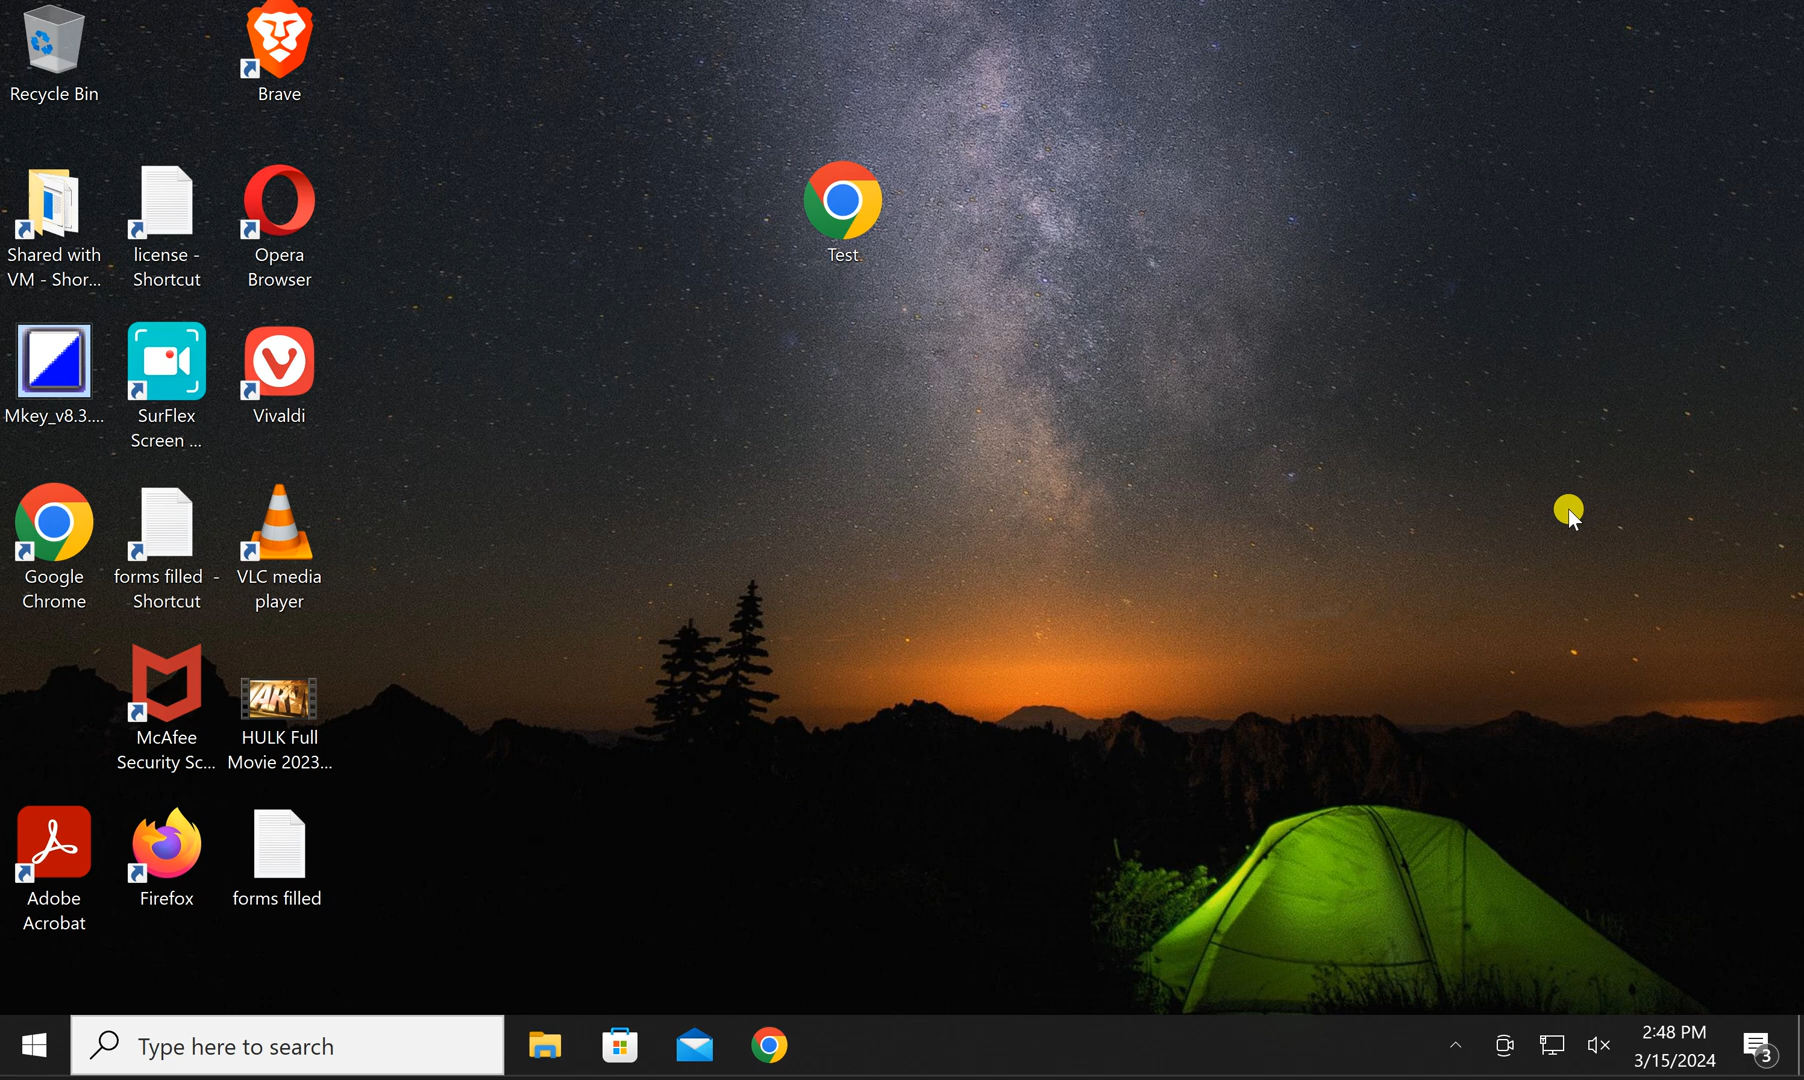 Recycle Bin
Brave
Shared with
VM - Shor...
license -
Shortcut
Opera
Browser
Test
Mkey_v8.3....
SurFlex
Screen ...
Vivaldi
Google
Chrome
forms filled -
Shortcut
VLC media
player
McAfee
Security Sc...
HULK Full
Movie 2023...
Adobe
Acrobat
Firefox
forms filled
Type here to search
2:48 PM
3/15/2024
3